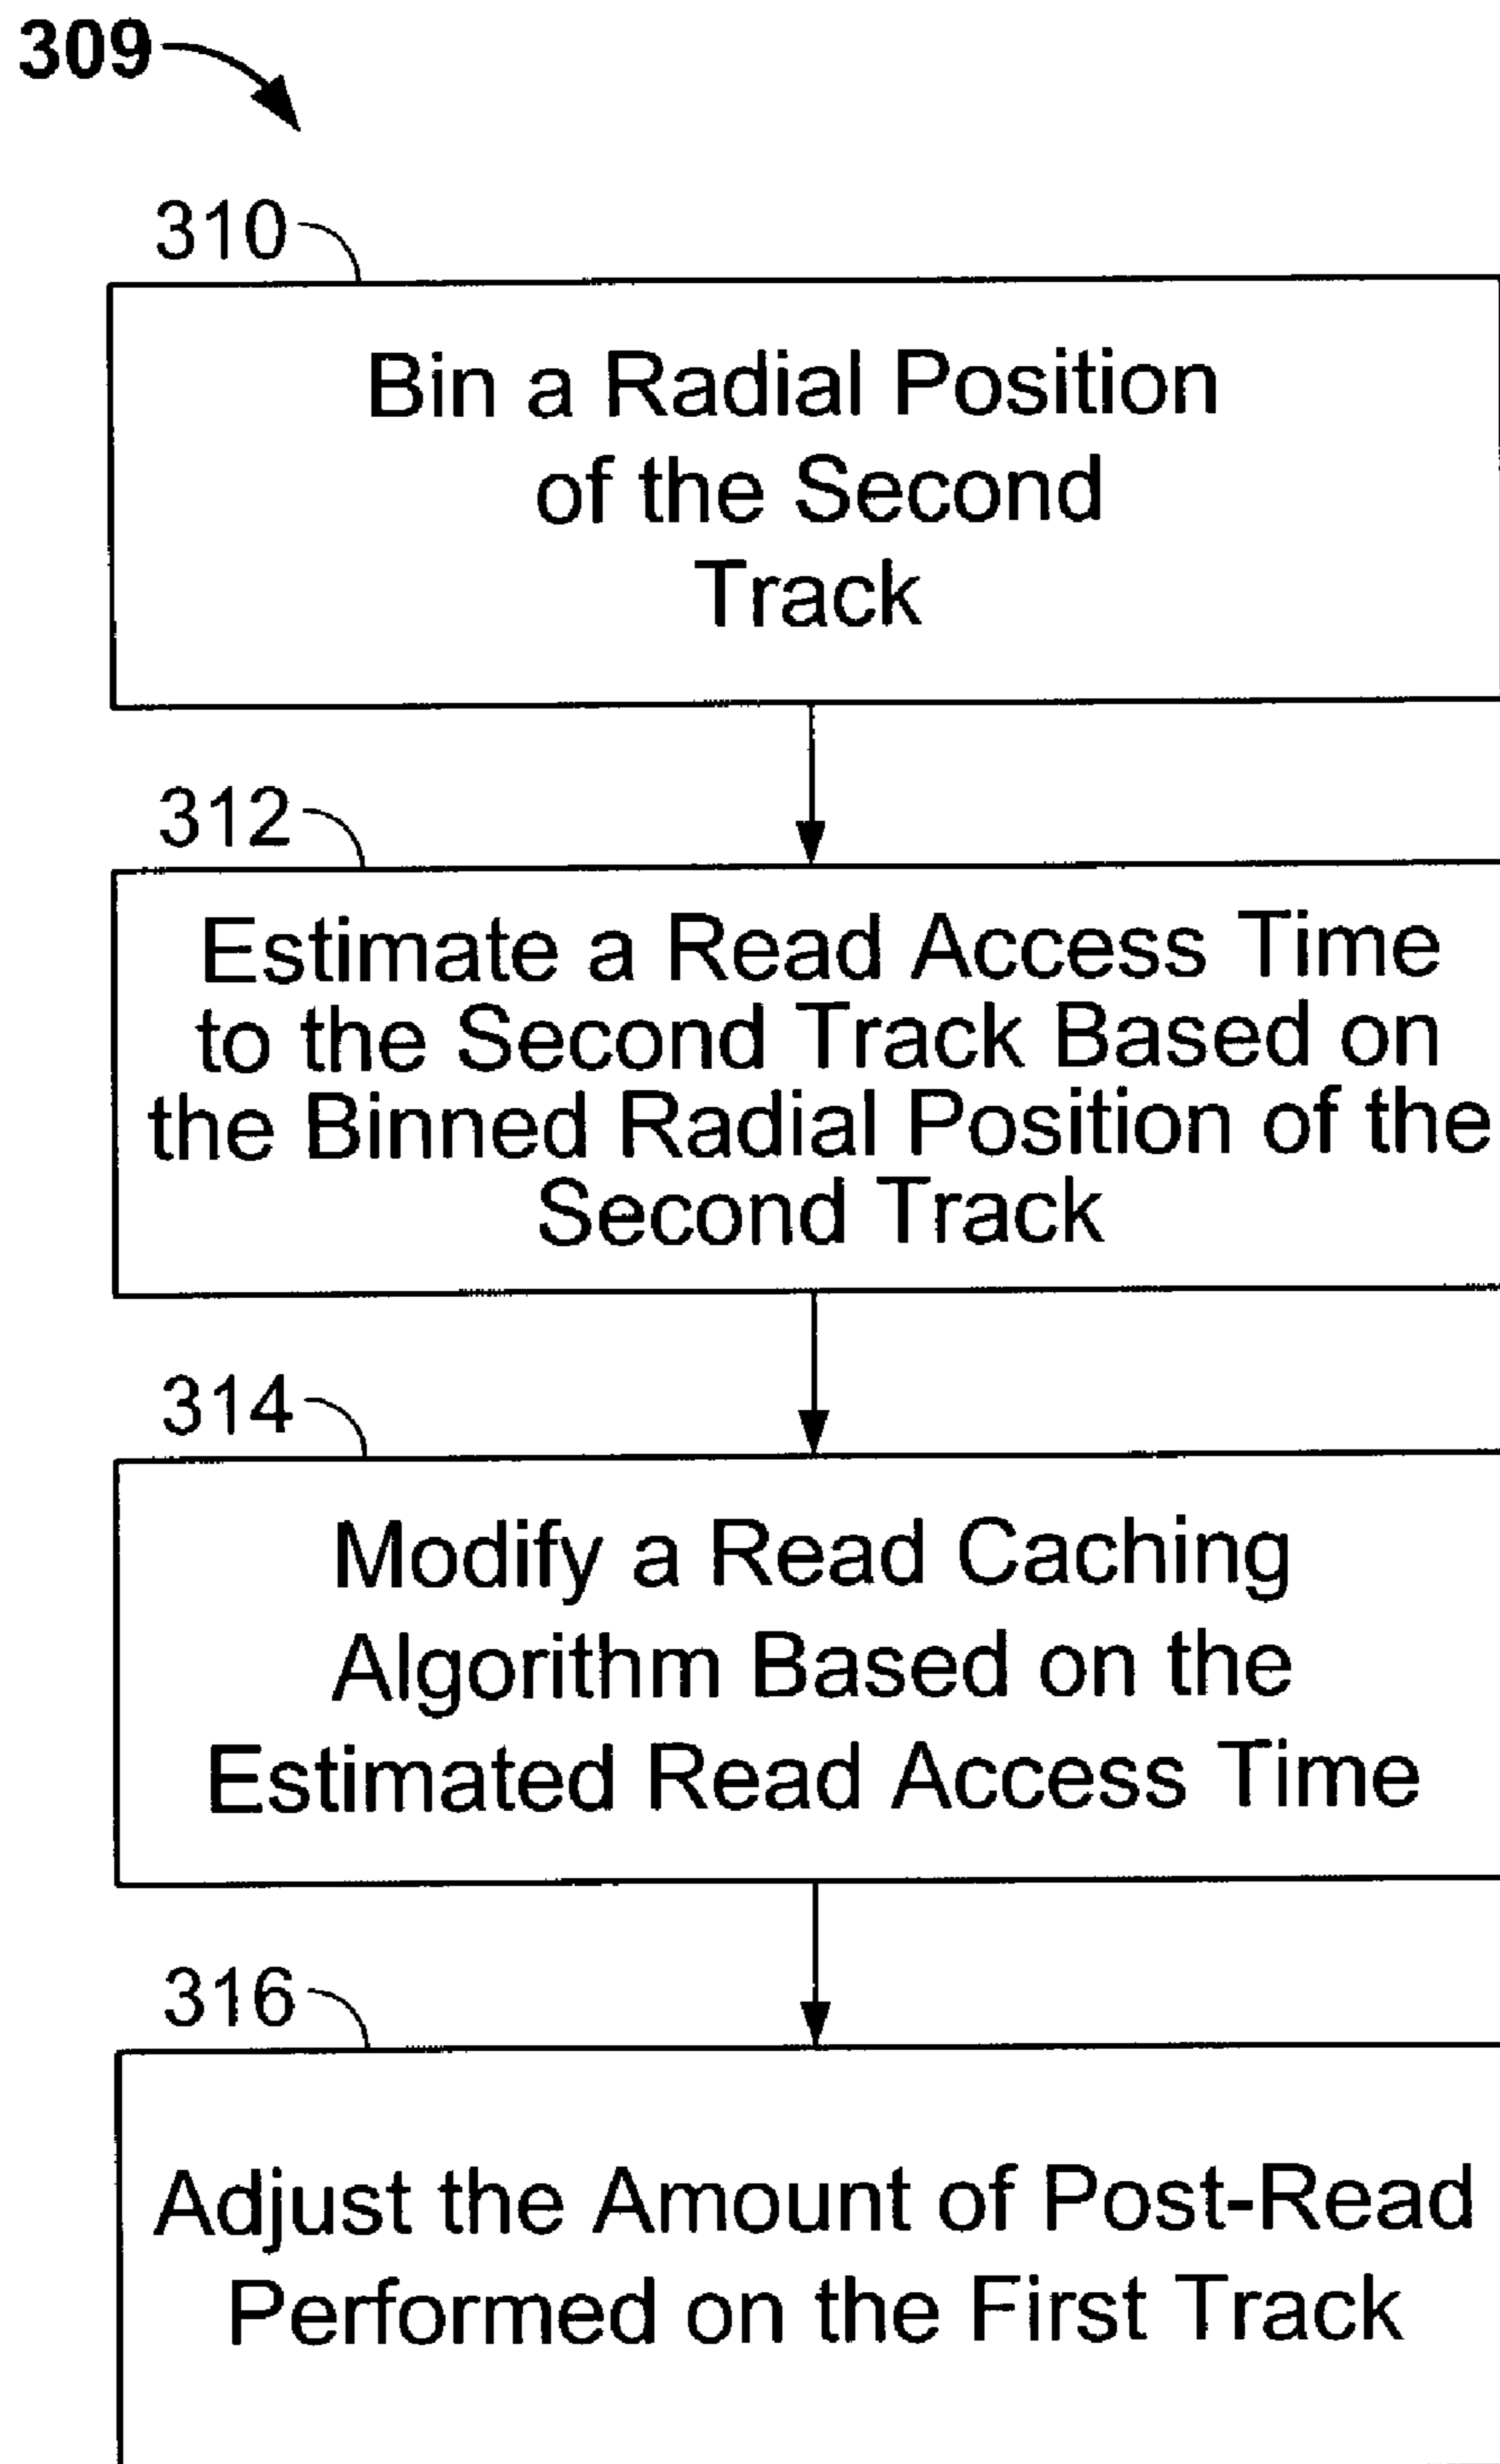 309
310
Bin a Radial Position
of the Second
Track
312
Estimate a Read Access Time
to the Second Track Based on
the Binned Radial Position of the
Second Track
314
Modify a Read Caching
Algorithm Based on the
Estimated Read Access Time
316
Adjust the Amount of Post-Read
Performed on the First Track